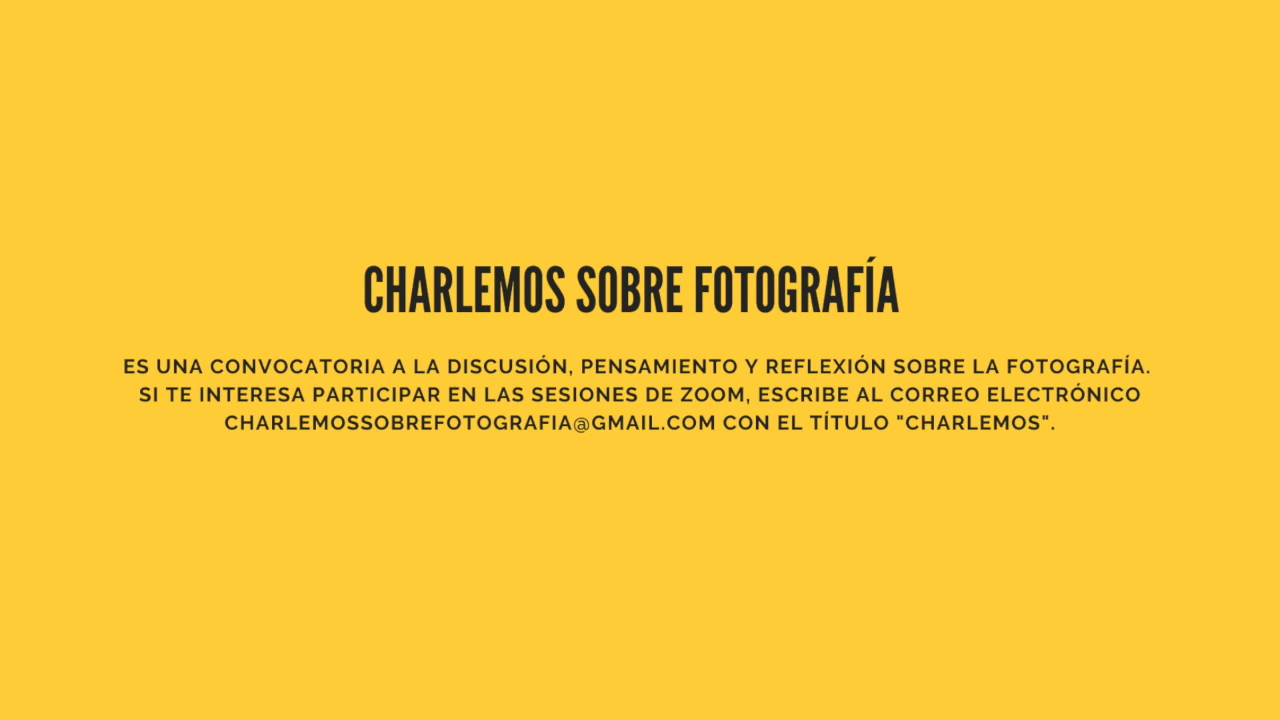 CHARLEMOS SOBRE FOTOGRAFÍA
ES UNA CONVOCATORIA A LA DISCUSIÓN, PENSAMIENTO Y REFLEXIÓN SOBRE LA FOTOGRAFÍA.
SI TE INTERESA PARTICIPAR EN LAS SESIONES DE ZOOM, ESCRIBE AL CORREO ELECTRÓNICO
CHARLEMOSSOBREFOTOGRAFIA@GMAIL.COM CON EL TÍTULO "CHARLEMOS".